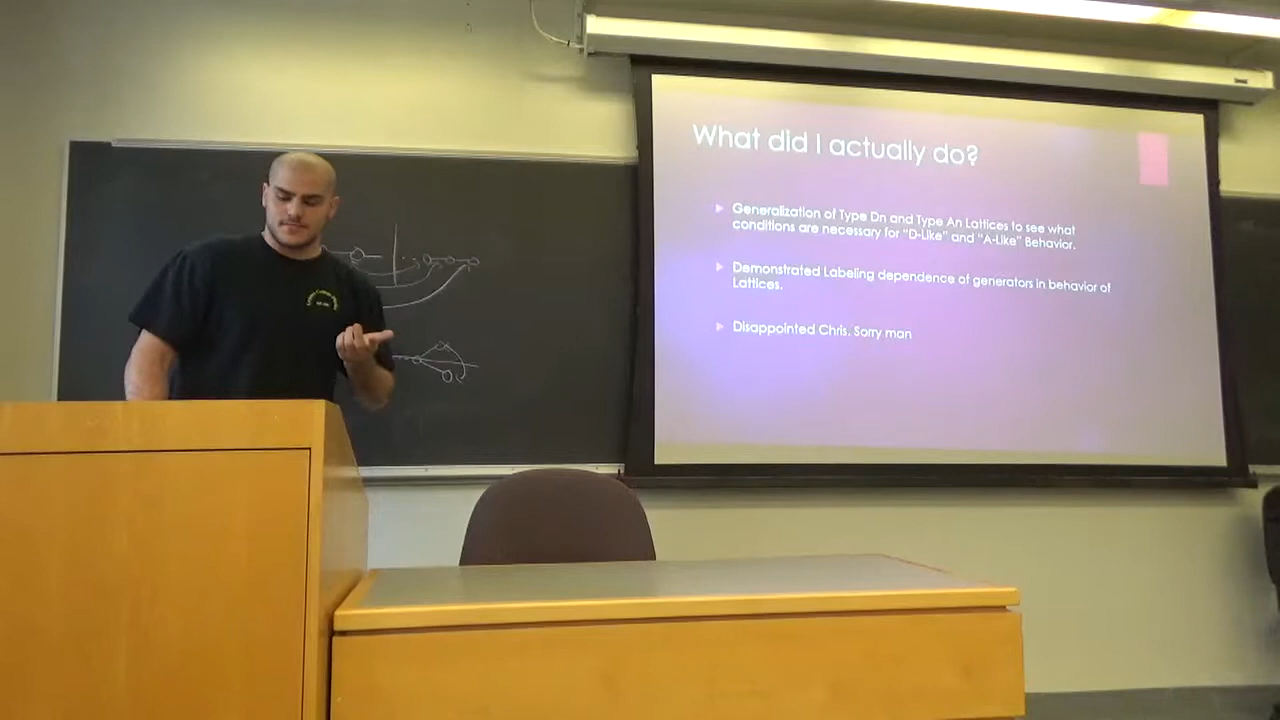 What did I actually do?
Generalization of Type Dn and Type An Lattices to see what
conditions are necessary for "D-Like" and "A-Like" Behavior.
Demonstrated Labeling dependence of generators in behavior of
Lattices.
Disappointed Chris. Sorry man